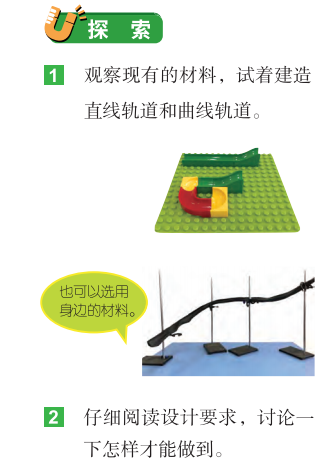 探 索
1 观察现有的材料，试着建造
直线轨道和曲线轨道。
也可以选用
身边的材料。
2 仔细阅读设计要求，讨论一
下怎样才能做到。